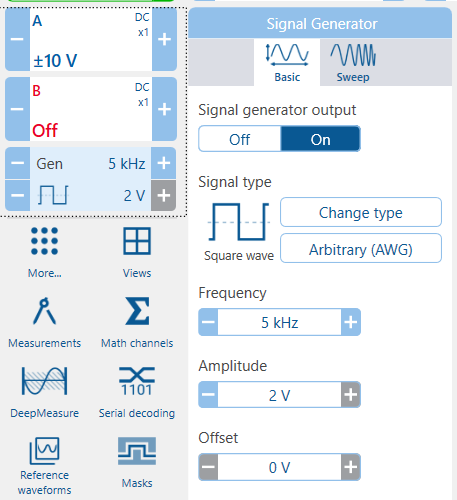 A
DC
x1
±10 V
B
DC
x1
Off
Gen
5 kHz
2 V
More...
Views
Measurements
Math channels
1101
DeepMeasure
Serial decoding
Reference
waveforms
Masks
Signal Generator
Basic
Sweep
Signal generator output
Off
On
Signal type
Square wave
Change type
Arbitrary (AWG)
Frequency
5 kHz
Amplitude
2 V
Offset
0 V